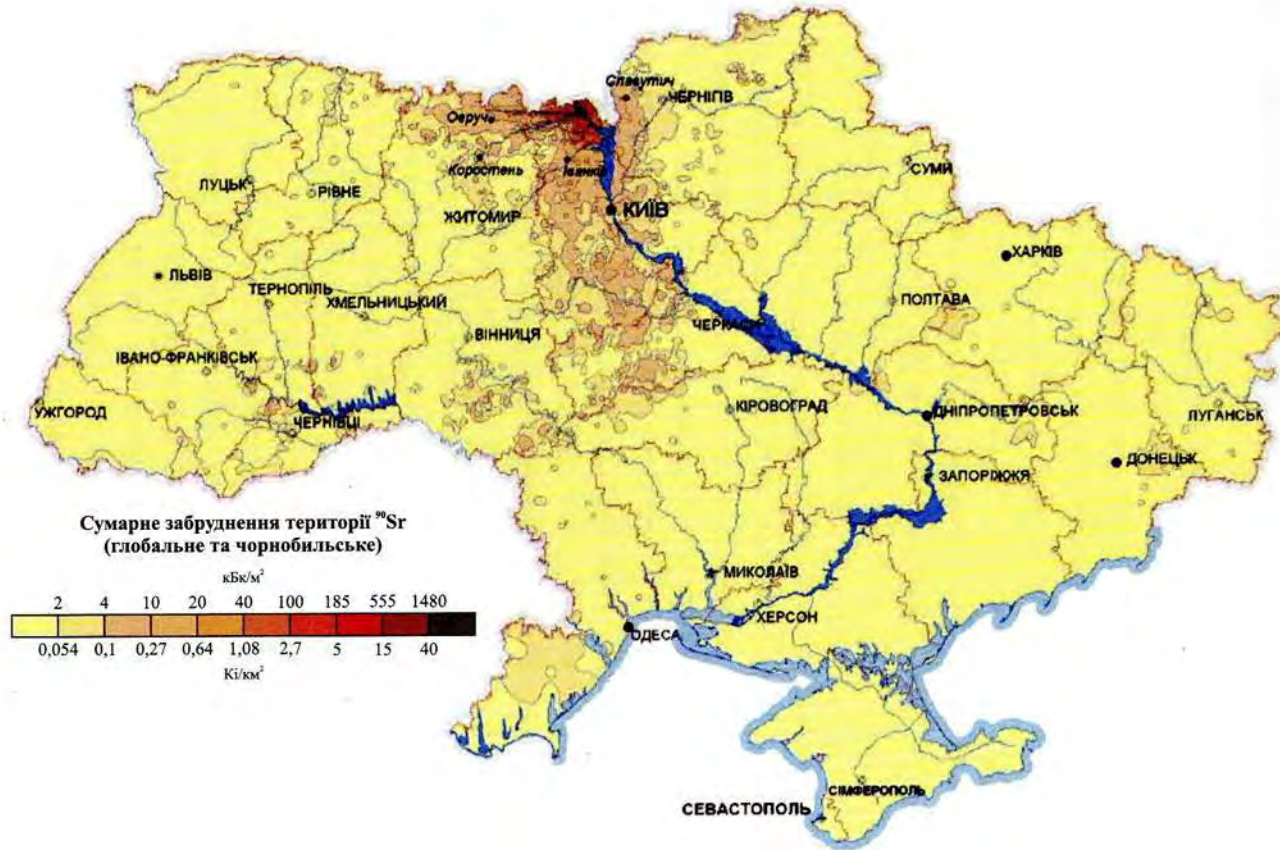 Славутич
ЧЕРНІГІВ
Овруч
Коростень
Іванків
ЛУЦЬК
РІВНЕ
СУМИ
ЖИТОМИР
КИЇВ
ХАРКІВ
ЛЬВІВ
ТЕРНОПІЛЬ
ХМЕЛЬНИЦЬКИЙ
ПОЛТАВА
ЧЕРКАСИ
ВІННИЦЯ
ІВАНО-ФРАНКІВСЬК
УЖГОРОД
КІРОВОГРАД
ДНІПРОПЕТРОВСЬК
ЛУГАНСЬК
ЧЕРНІВЦІ
ДОНЕЦЬК
ЗАПОРІЖЖЯ
Сумарне забруднення території ⁹⁰Sr
(глобальне та чорнобильське)
кБк/м²
2 4 10 20 40 100 185 555 1480
0,054 0,1 0,27 0,64 1,08 2,7 5 15 40
Кі/км²
МИКОЛАЇВ
ХЕРСОН
ОДЕСА
СІМФЕРОПОЛЬ
СЕВАСТОПОЛЬ